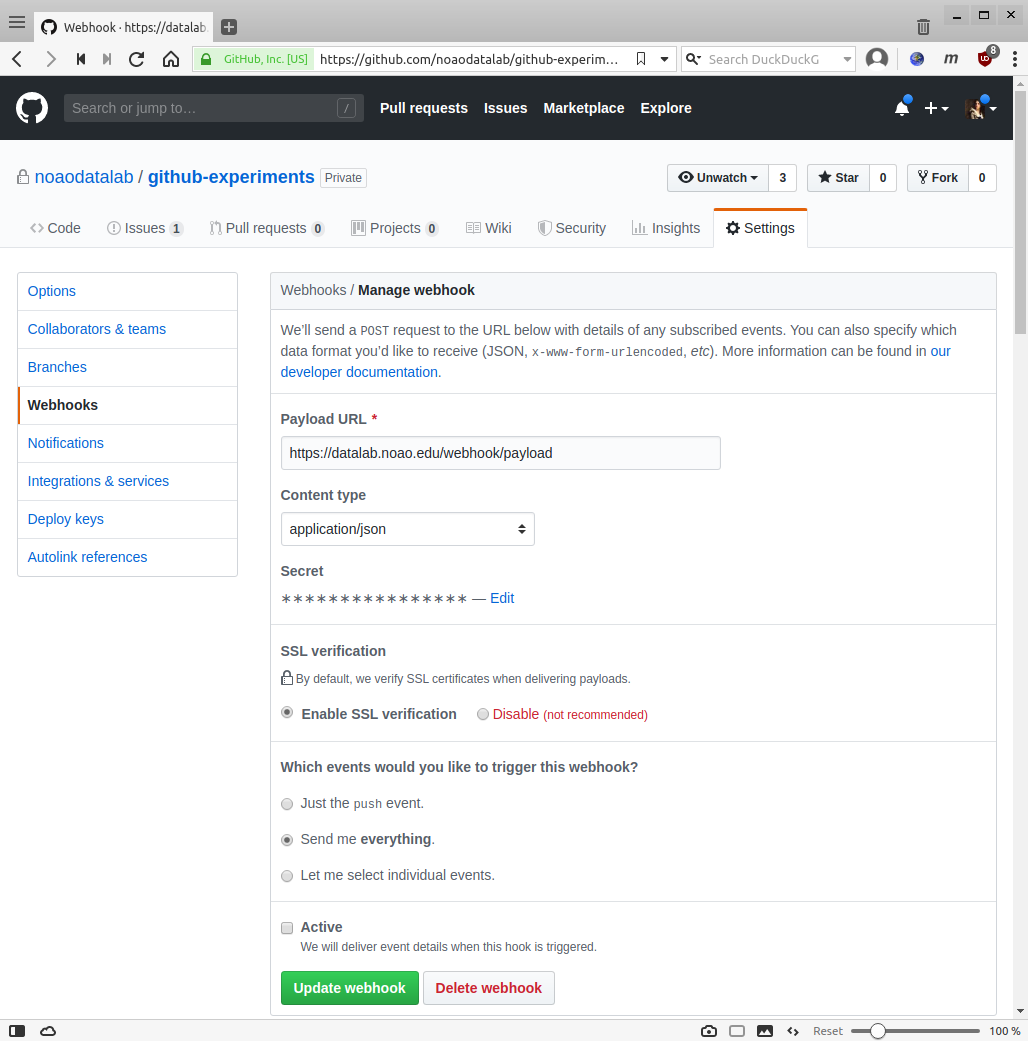 Webhook · https://datalab.
GitHub, Inc. [US] https://github.com/noaodatalab/github-experim… Search DuckDuckG m 8
Search or jump to… / Pull requests Issues Marketplace Explore
noaodatalab / github-experiments Private Unwatch 3 Star 0 Fork 0
Code Issues 1 Pull requests 0 Projects 0 Wiki Security Insights Settings
Options
Collaborators & teams
Branches
Webhooks
Notifications
Integrations & services
Deploy keys
Autolink references
Webhooks / Manage webhook
We’ll send a POST request to the URL below with details of any subscribed events. You can also specify which
data format you’d like to receive (JSON, x-www-form-urlencoded, etc). More information can be found in our
developer documentation.
Payload URL *
https://datalab.noao.edu/webhook/payload
Content type
application/json
Secret
∗∗∗∗∗∗∗∗∗∗∗∗∗∗∗∗ — Edit
SSL verification
By default, we verify SSL certificates when delivering payloads.
Enable SSL verification Disable (not recommended)
Which events would you like to trigger this webhook?
Just the push event.
Send me everything.
Let me select individual events.
Active
We will deliver event details when this hook is triggered.
Update webhook Delete webhook
Reset 100 %